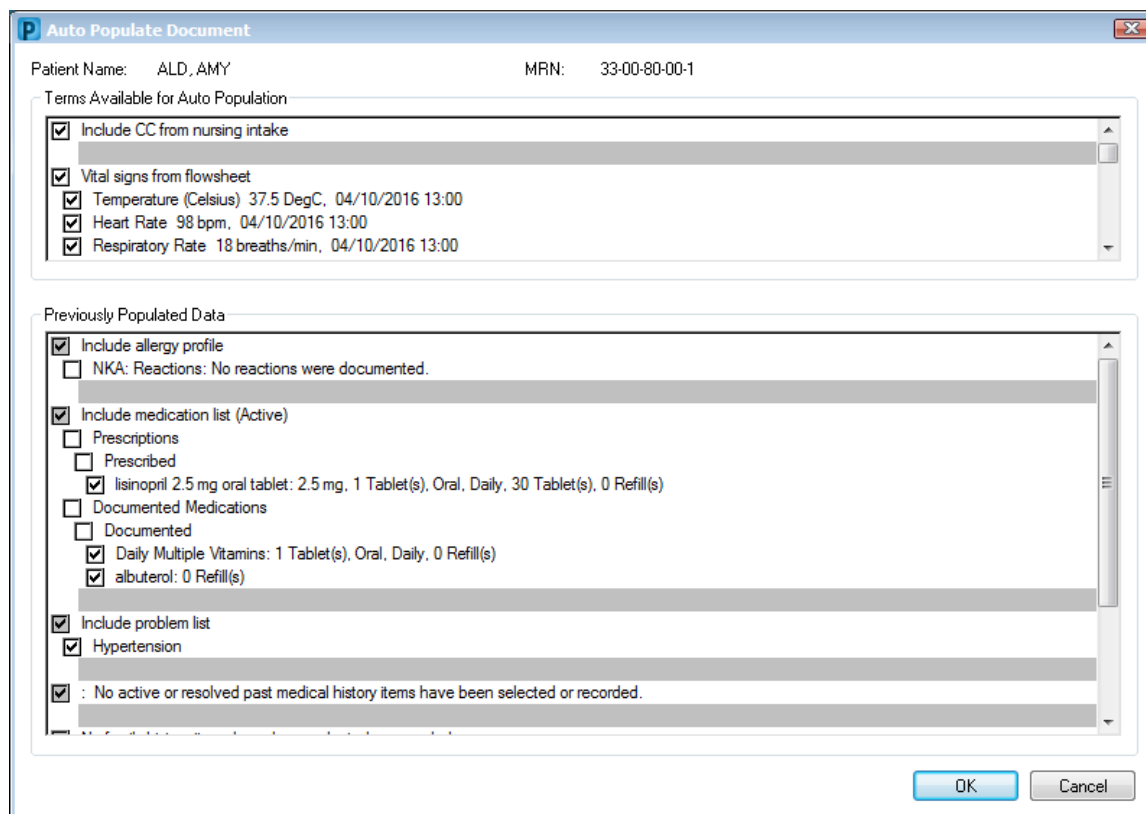 P Auto Populate Document
Patient Name: ALD, AMY MRN: 33-00-80-00-1
Terms Available for Auto Population
Include CC from nursing intake
Vital signs from flowsheet
Temperature (Celsius) 37.5 DegC, 04/10/2016 13:00
Heart Rate 98 bpm, 04/10/2016 13:00
Respiratory Rate 18 breaths/min, 04/10/2016 13:00
Previously Populated Data
Include allergy profile
NKA: Reactions: No reactions were documented.
Include medication list (Active)
Prescriptions
Prescribed
lisinopril 2.5 mg oral tablet: 2.5 mg, 1 Tablet(s), Oral, Daily, 30 Tablet(s), 0 Refill(s)
Documented Medications
Documented
Daily Multiple Vitamins: 1 Tablet(s), Oral, Daily, 0 Refill(s)
albuterol: 0 Refill(s)
Include problem list
Hypertension
: No active or resolved past medical history items have been selected or recorded.
OK Cancel